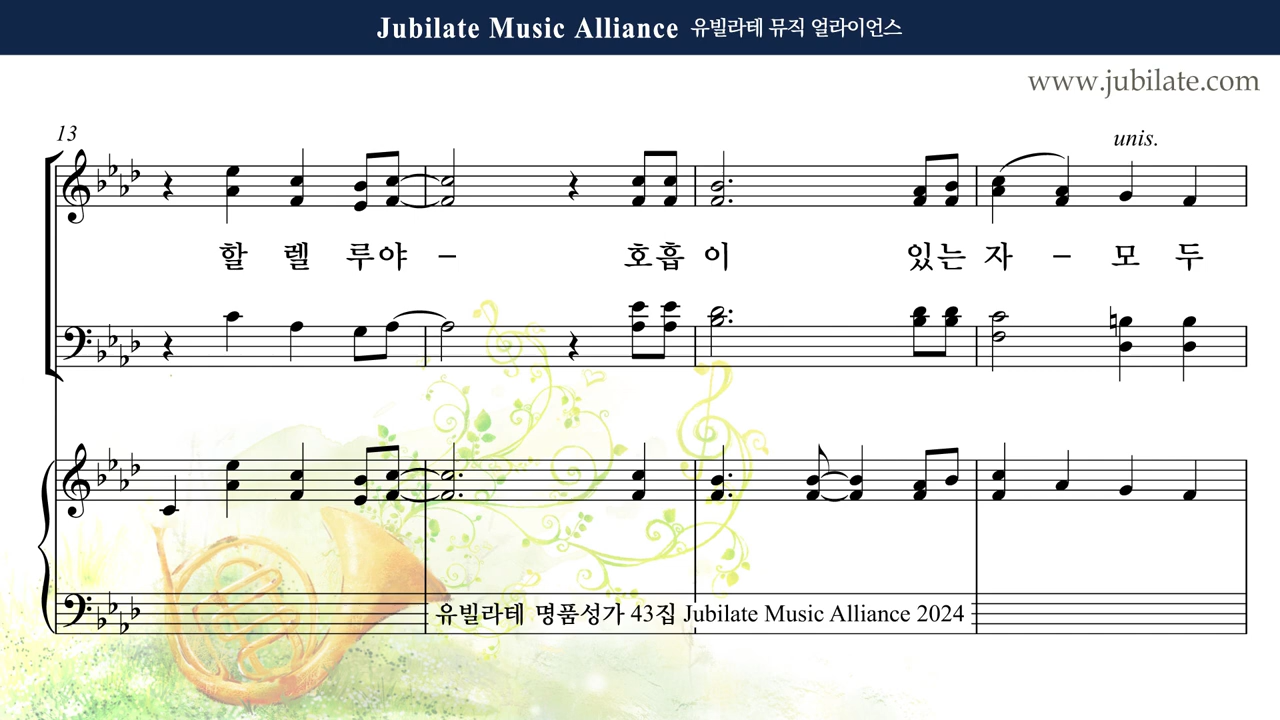 Jubilate Music Alliance 유빌라테 뮤직 얼라이언스
www.jubilate.com
13
unis.
할 렐 루야 – 호흡 이 있는 자 – 모 두
유빌라테 명품성가 43집 Jubilate Music Alliance 2024